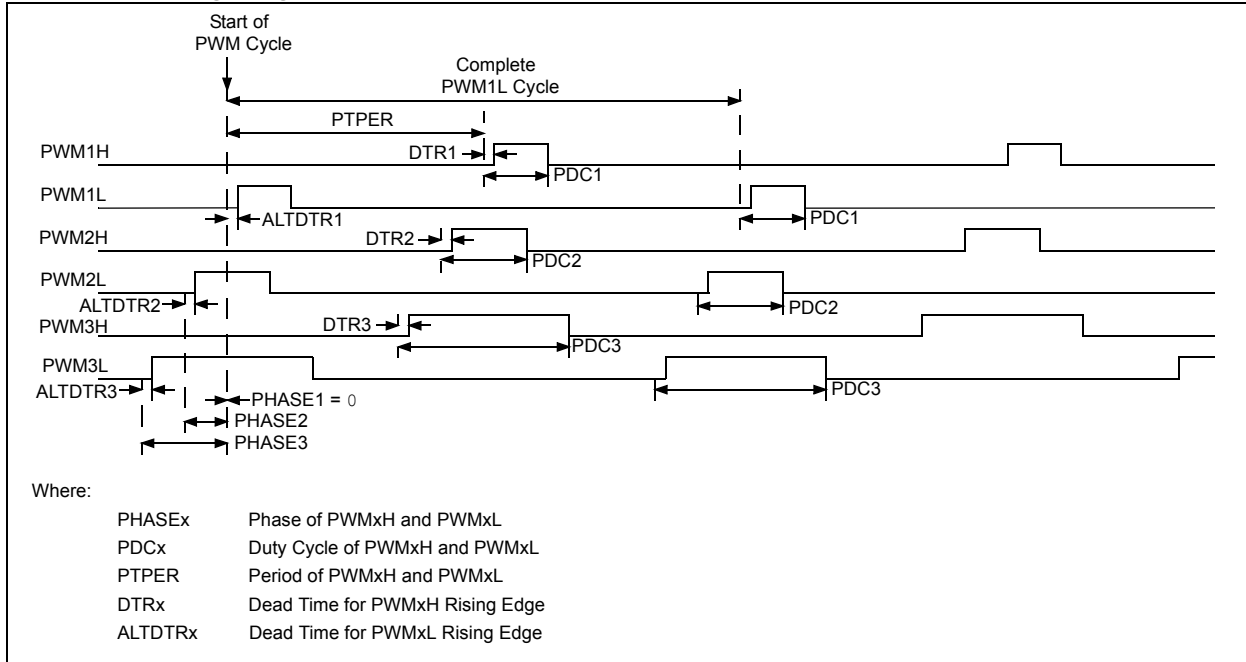 Start of
PWM Cycle
Complete
PWM1L Cycle
PTPER
PWM1H
DTR1
PDC1
PWM1L
ALTDTR1
PDC1
PWM2H
DTR2
PDC2
PWM2L
ALTDTR2
PDC2
PWM3H
DTR3
PDC3
PWM3L
ALTDTR3
PDC3
PHASE1 = 0
PHASE2
PHASE3
Where:
PHASEx Phase of PWMxH and PWMxL
PDCx Duty Cycle of PWMxH and PWMxL
PTPER Period of PWMxH and PWMxL
DTRx Dead Time for PWMxH Rising Edge
ALTDTRx Dead Time for PWMxL Rising Edge